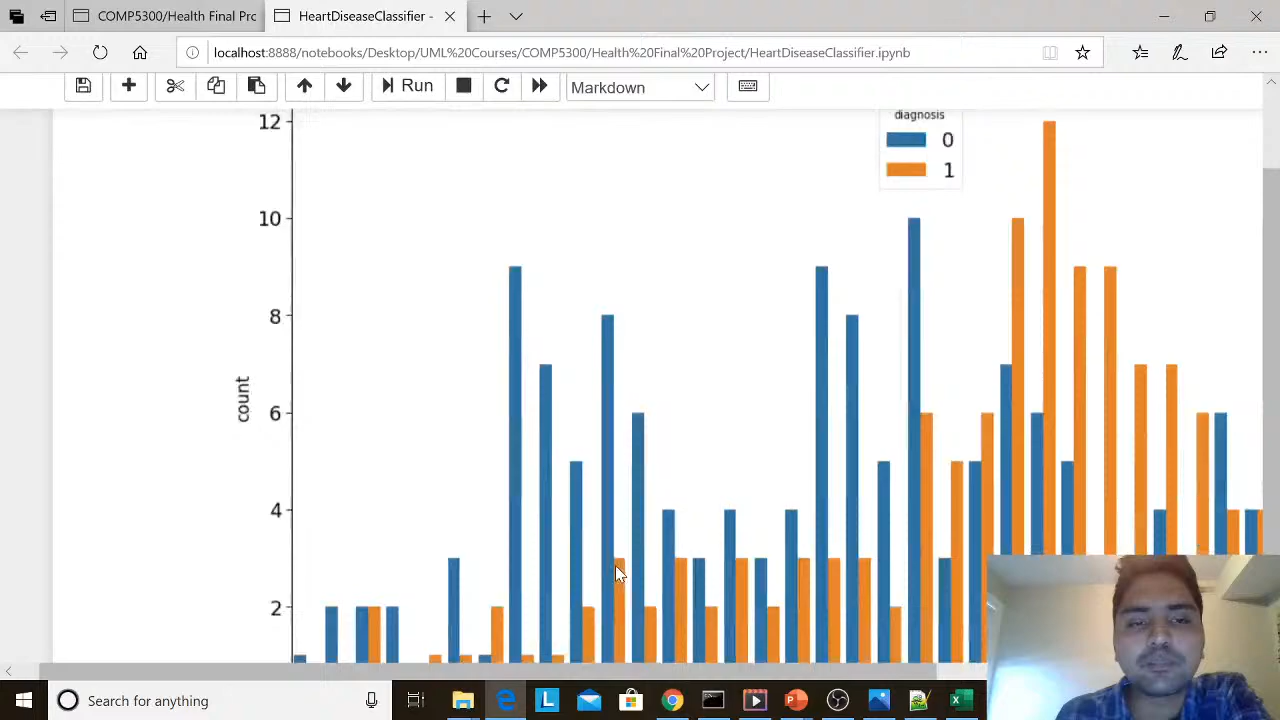 COMP5300/Health Final Prc
HeartDiseaseClassifier -
localhost:8888/notebooks/Desktop/UML%20Courses/COMP5300/Health%20Final%20Project/HeartDiseaseClassifier.ipynb
Run
Markdown
diagnosis
0
1
12
10
8
6
4
2
count
Search for anything